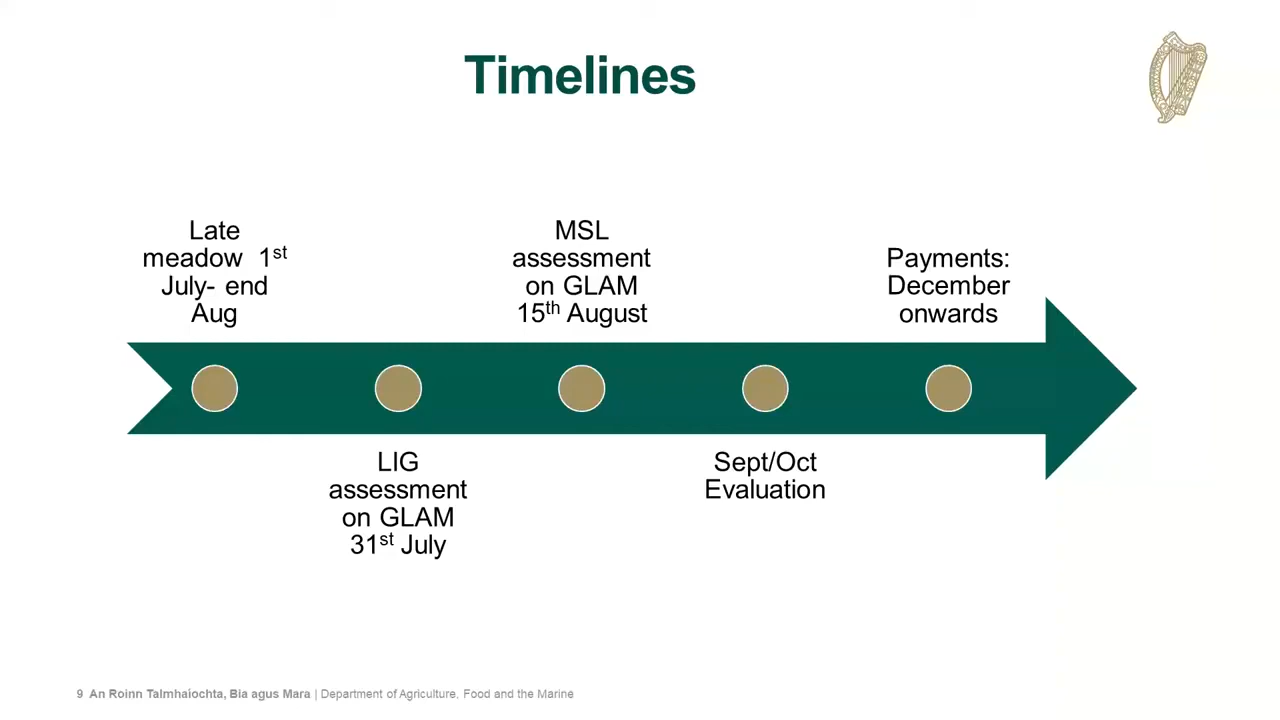 Timelines
Late
meadow 1st
July- end
Aug
LIG
assessment
on GLAM
31st July
MSL
assessment
on GLAM
15th August
Sept/Oct
Evaluation
Payments:
December
onwards
9 An Roinn Talmhaíochta, Bia agus Mara | Department of Agriculture, Food and the Marine